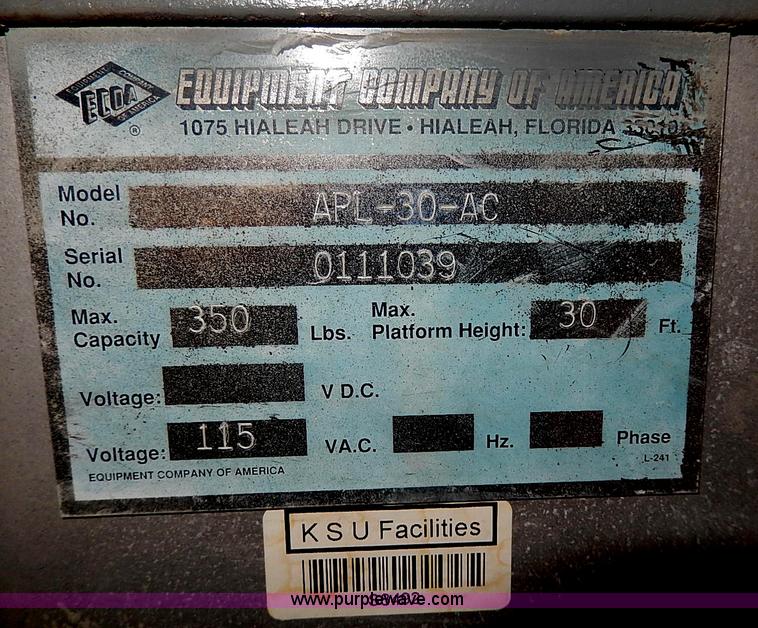 EQUIPMENT COMPANY OF AMERICA
ECOA
®
EQUIPMENT COMPANY OF AMERICA
1075 HIALEAH DRIVE • HIALEAH, FLORIDA 33010
Model No. APL-30-AC
Serial No. 0111039
Max. Capacity 350 Lbs. Max. Platform Height: 30 Ft.
Voltage: V D.C.
Voltage: 115 VA.C. Hz. Phase
EQUIPMENT COMPANY OF AMERICA L-241
K S U Facilities
www.purplewave.com